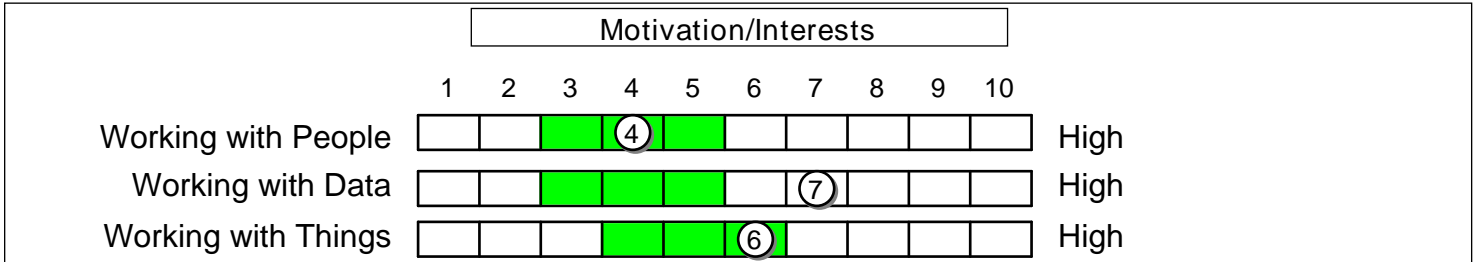 Motivation/Interests
1 2 3 4 5 6 7 8 9 10
Working with People 4 High
Working with Data 7 High
Working with Things 6 High